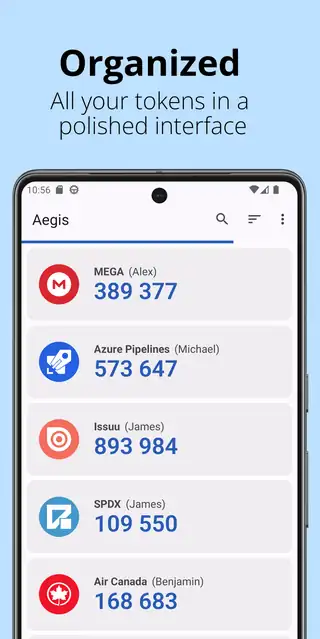 Organized
All your tokens in a
polished interface
10:56
Aegis
MEGA (Alex)
389 377
Azure Pipelines (Michael)
573 647
Issuu (James)
893 984
SPDX (James)
109 550
Air Canada (Benjamin)
168 683